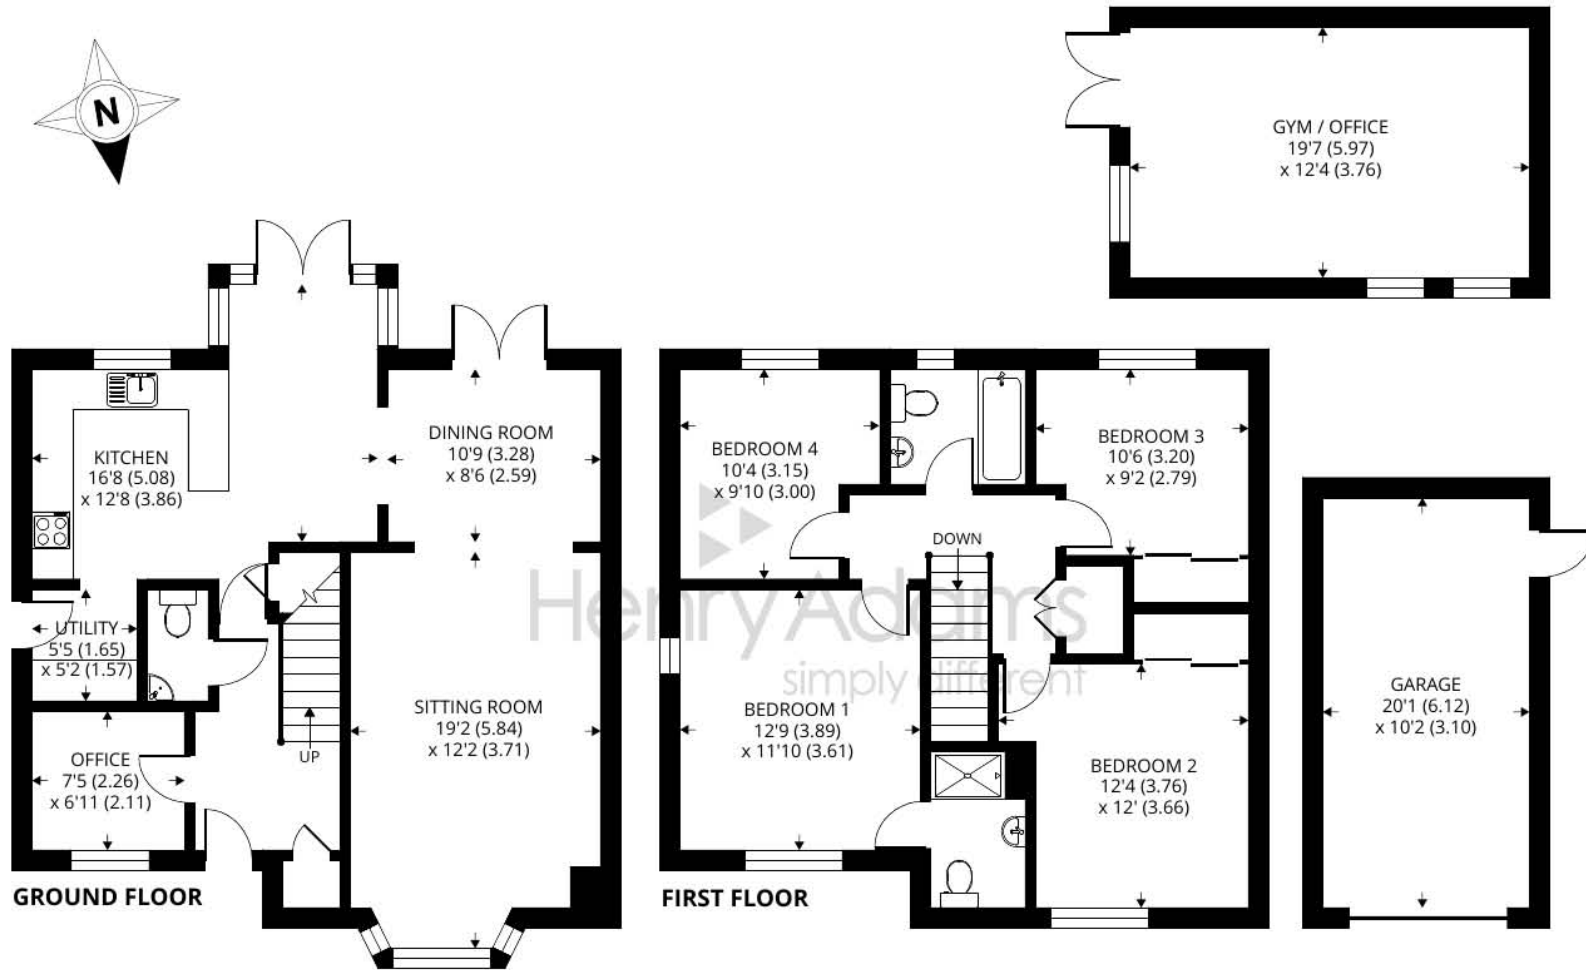 N
GYM / OFFICE
19'7 (5.97)
x 12'4 (3.76)
KITCHEN
16'8 (5.08)
x 12'8 (3.86)
DINING ROOM
10'9 (3.28)
x 8'6 (2.59)
UTILITY
5'5 (1.65)
x 5'2 (1.57)
SITTING ROOM
19'2 (5.84)
x 12'2 (3.71)
OFFICE
7'5 (2.26)
x 6'11 (2.11)
UP
GROUND FLOOR
BEDROOM 4
10'4 (3.15)
x 9'10 (3.00)
BEDROOM 3
10'6 (3.20)
x 9'2 (2.79)
DOWN
Henry Adams
simply different
BEDROOM 1
12'9 (3.89)
x 11'10 (3.61)
BEDROOM 2
12'4 (3.76)
x 12' (3.66)
FIRST FLOOR
GARAGE
20'1 (6.12)
x 10'2 (3.10)